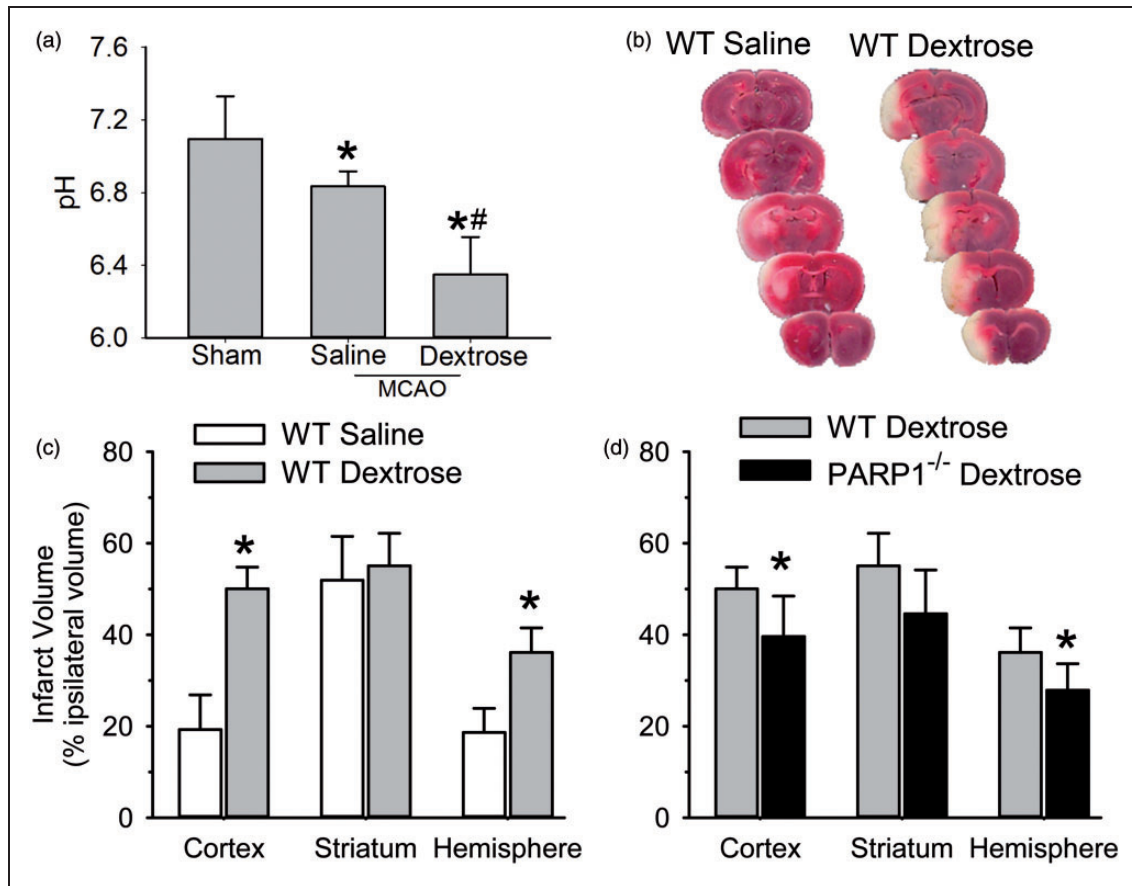 (a)
7.6
7.2
6.8
6.4
6.0
pH
*
*#
Sham Saline Dextrose
MCAO
(b) WT Saline WT Dextrose
(c)
WT Saline
WT Dextrose
80
60
40
20
0
Infarct Volume
(% ipsilateral volume)
*
*
Cortex Striatum Hemisphere
(d)
WT Dextrose
PARP1-/- Dextrose
80
60
40
20
0
*
*
Cortex Striatum Hemisphere